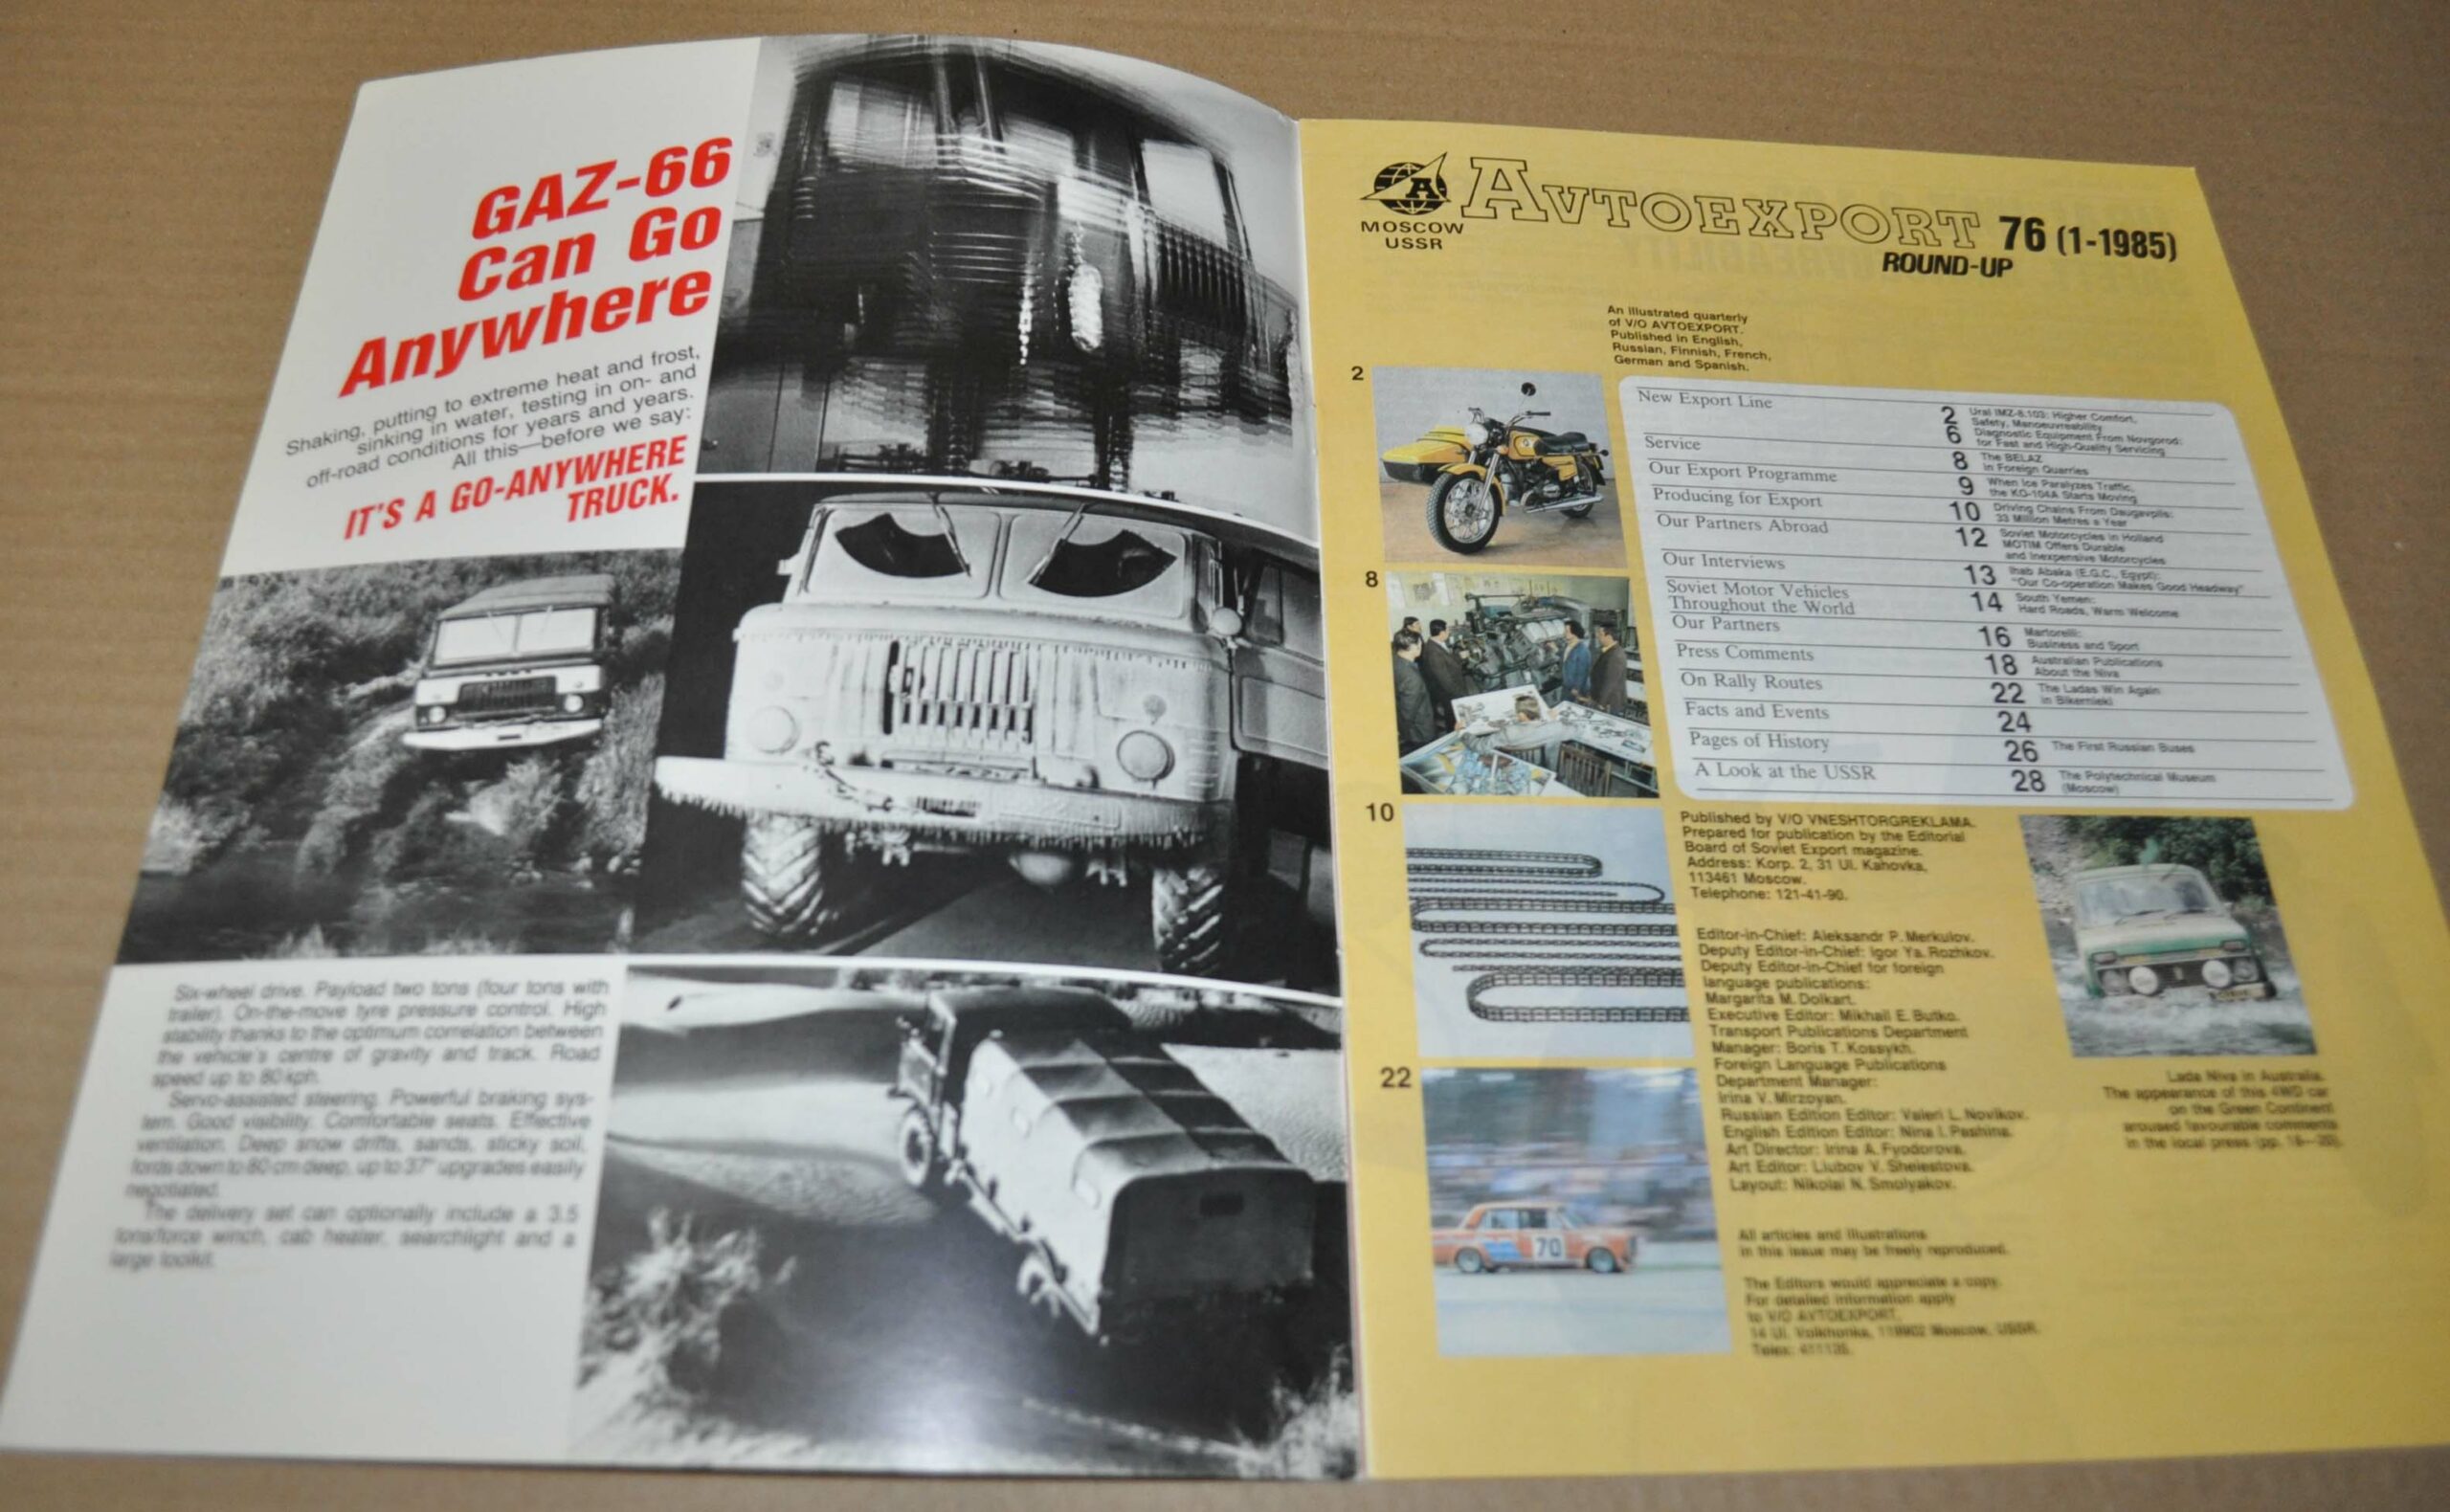 GAZ-66
Can Go
Anywhere
Shaking, putting to extreme heat and frost,
sinking in water, testing in on- and
off-road conditions for years and years.
All this—before we say:
IT'S A GO-ANYWHERE
TRUCK.
Six-wheel drive. Payload two tons (four tons with
trailer). On-the-move tyre pressure control. High
stability thanks to the optimum correlation between
the vehicle's centre of gravity and track. Road
speed up to 80 kph.
Servo-assisted steering. Powerful braking sys-
tem. Good visibility. Comfortable seats. Effective
ventilation. Deep snow drifts, sands, sticky soil,
fords down to 80 cm deep, up to 37° upgrades easily
negotiated.
The delivery set can optionally include a 3.5
tons/force winch, cab heater, searchlight and a
large toolkit.
A
MOSCOW
USSR
AVTOEXPORT 76 (1-1985)
ROUND-UP
An illustrated quarterly
of V/O AVTOEXPORT.
Published in English,
Russian, Finnish, French,
German and Spanish.
2
8
10
22
70
New Export Line 2 Ural IMZ-8.103: Higher Comfort,
Safety, Manoeuvreability
Service 6 Diagnostic Equipment From Novgorod:
for Fast and High-Quality Servicing
Our Export Programme 8 The BELAZ
in Foreign Quarries
Producing for Export 9 When Ice Paralyzes Traffic,
the KO-104A Starts Moving
Our Partners Abroad 10 Driving Chains From Daugavpils:
33 Million Metres a Year
12 Soviet Motorcycles in Holland
MOTIM Offers Durable
and Inexpensive Motorcycles
Our Interviews 13 Ihab Abaka (E.G.C., Egypt):
"Our Co-operation Makes Good Headway"
Soviet Motor Vehicles
Throughout the World 14 South Yemen:
Hard Roads, Warm Welcome
Our Partners 16 Martorelli:
Business and Sport
Press Comments 18 Australian Publications
About the Niva
On Rally Routes 22 The Ladas Win Again
in Bikernieki
Facts and Events 24
Pages of History 26 The First Russian Buses
A Look at the USSR 28 The Polytechnical Museum
(Moscow)
Published by V/O VNESHTORGREKLAMA.
Prepared for publication by the Editorial
Board of Soviet Export magazine.
Address: Korp. 2, 31 Ul. Kahovka,
113461 Moscow.
Telephone: 121-41-90.
Editor-in-Chief: Aleksandr P. Merkulov.
Deputy Editor-in-Chief: Igor Ya. Rozhkov.
Deputy Editor-in-Chief for foreign
language publications:
Margarita M. Dolkart.
Executive Editor: Mikhail E. Butko.
Transport Publications Department
Manager: Boris T. Kossykh.
Foreign Language Publications
Department Manager:
Irina V. Mirzoyan.
Russian Edition Editor: Valeri L. Novikov.
English Edition Editor: Nina I. Pashina.
Art Director: Irina A. Fyodorova.
Art Editor: Liubov V. Shelestova.
Layout: Nikolai N. Smolyakov.
All articles and illustrations
in this issue may be freely reproduced.
The Editors would appreciate a copy.
For detailed information apply
to V/O AVTOEXPORT,
14 Ul. Volkhonka, 119902 Moscow, USSR.
Telex: 411135.
Lada Niva in Australia.
The appearance of this 4WD car
on the Green Continent
aroused favourable comments
in the local press (pp. 18—20).